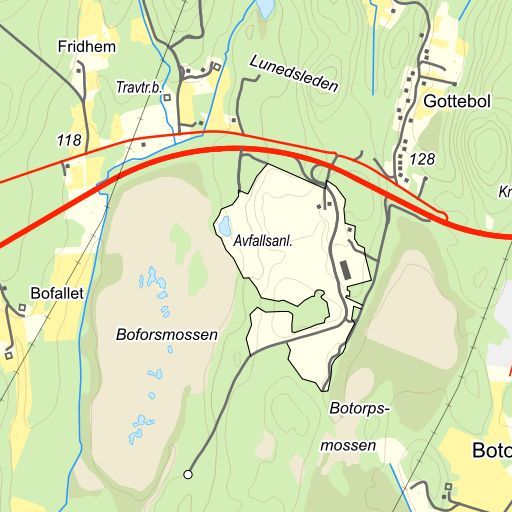 Fridhem
Lunedsleden
Travtr.b.
Gottebol
118
128
Kr
Avfallsanl.
Bofallet
Boforsmossen
Botorps-
mossen
Boto